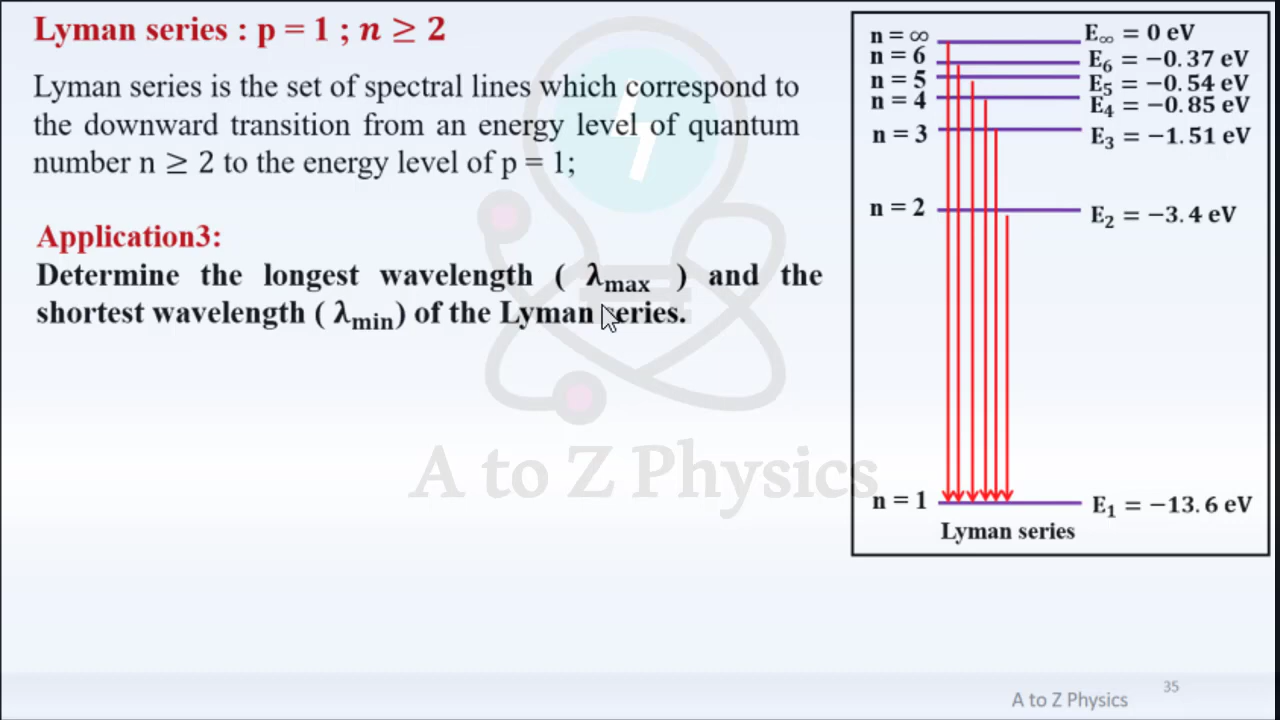 Lyman series : p = 1 ; n ≥ 2
Lyman series is the set of spectral lines which correspond to
the downward transition from an energy level of quantum
number n ≥ 2 to the energy level of p = 1;
Application3:
Determine the longest wavelength ( λmax ) and the
shortest wavelength ( λmin) of the Lyman series.
n = ∞ E∞ = 0 eV
n = 6 E6 = −0.37 eV
n = 5 E5 = −0.54 eV
n = 4 E4 = −0.85 eV
n = 3 E3 = −1.51 eV
n = 2 E2 = −3.4 eV
n = 1 E1 = −13.6 eV
Lyman series
A to Z Physics
A to Z Physics
35